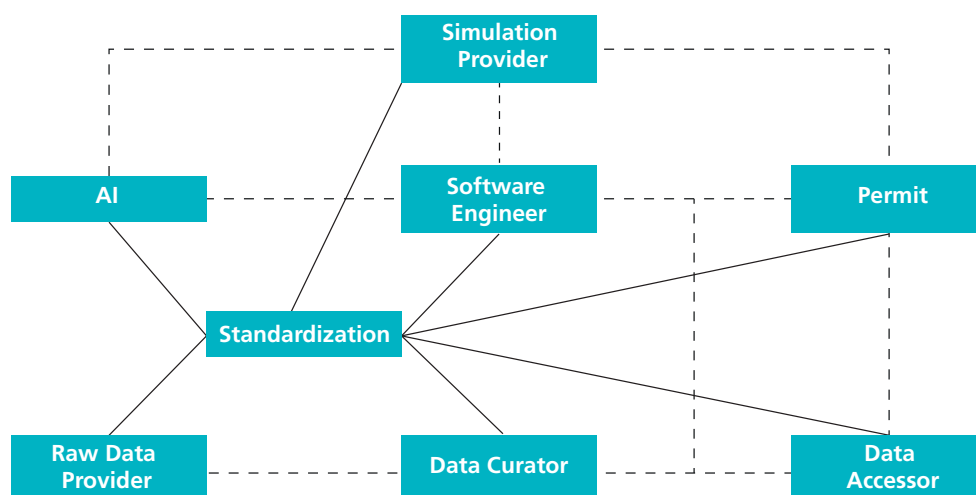 Simulation
Provider
AI
Software
Engineer
Permit
Standardization
Raw Data
Provider
Data Curator
Data
Accessor